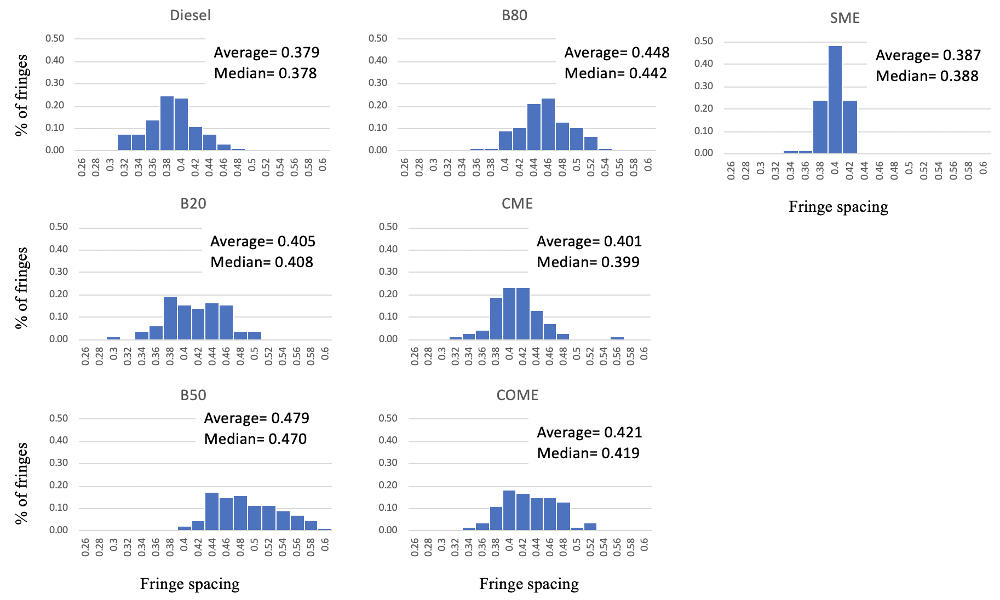 Diesel
% of fringes
0.50
0.40
0.30
0.20
0.10
0.00
Average= 0.379
Median= 0.378
0.26 0.28 0.3 0.32 0.34 0.36 0.38 0.4 0.42 0.44 0.46 0.48 0.5 0.52 0.54 0.56 0.58 0.6
B80
0.50
0.40
0.30
0.20
0.10
0.00
Average= 0.448
Median= 0.442
0.26 0.28 0.3 0.32 0.34 0.36 0.38 0.4 0.42 0.44 0.46 0.48 0.5 0.52 0.54 0.56 0.58 0.6
SME
0.50
0.40
0.30
0.20
0.10
0.00
Average= 0.387
Median= 0.388
0.26 0.28 0.3 0.32 0.34 0.36 0.38 0.4 0.42 0.44 0.46 0.48 0.5 0.52 0.54 0.56 0.58 0.6
Fringe spacing
B20
% of fringes
0.50
0.40
0.30
0.20
0.10
0.00
Average= 0.405
Median= 0.408
0.26 0.28 0.3 0.32 0.34 0.36 0.38 0.4 0.42 0.44 0.46 0.48 0.5 0.52 0.54 0.56 0.58 0.6
CME
0.50
0.40
0.30
0.20
0.10
0.00
Average= 0.401
Median= 0.399
0.26 0.28 0.3 0.32 0.34 0.36 0.38 0.4 0.42 0.44 0.46 0.48 0.5 0.52 0.54 0.56 0.58 0.6
B50
% of fringes
0.50
0.40
0.30
0.20
0.10
0.00
Average= 0.479
Median= 0.470
0.26 0.28 0.3 0.32 0.34 0.36 0.38 0.4 0.42 0.44 0.46 0.48 0.5 0.52 0.54 0.56 0.58 0.6
Fringe spacing
COME
0.50
0.40
0.30
0.20
0.10
0.00
Average= 0.421
Median= 0.419
0.26 0.28 0.3 0.32 0.34 0.36 0.38 0.4 0.42 0.44 0.46 0.48 0.5 0.52 0.54 0.56 0.58 0.6
Fringe spacing